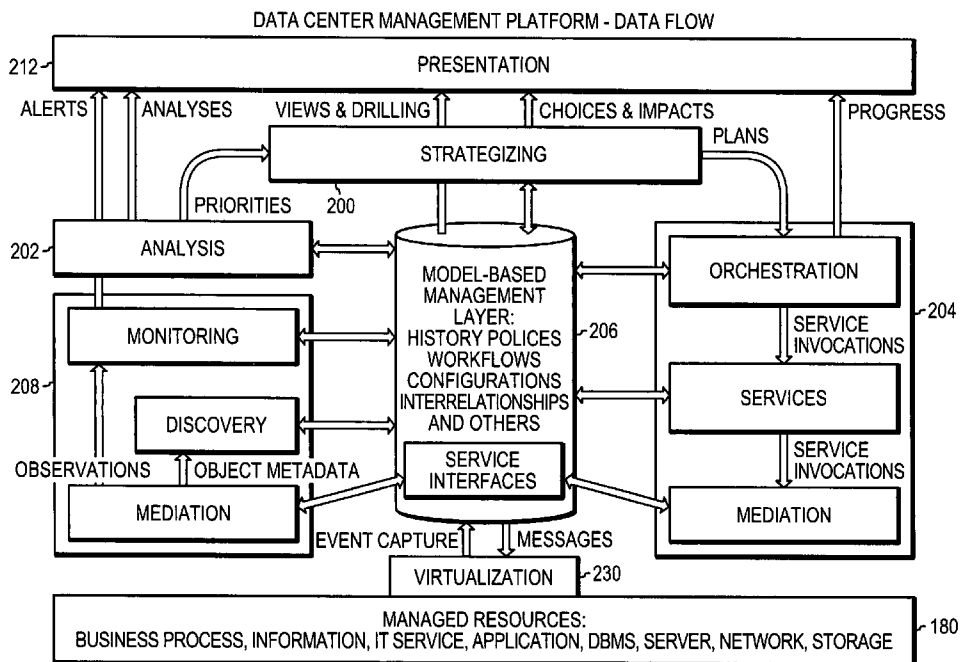 DATA CENTER MANAGEMENT PLATFORM - DATA FLOW
212
PRESENTATION
ALERTS
ANALYSES
VIEWS & DRILLING
CHOICES & IMPACTS
PROGRESS
STRATEGIZING
PLANS
200
PRIORITIES
202
ANALYSIS
MODEL-BASED
MANAGEMENT
LAYER:
HISTORY POLICES
WORKFLOWS
CONFIGURATIONS
INTERRELATIONSHIPS
AND OTHERS
206
ORCHESTRATION
204
SERVICE
INVOCATIONS
MONITORING
208
SERVICES
DISCOVERY
OBSERVATIONS
OBJECT METADATA
SERVICE
INTERFACES
SERVICE
INVOCATIONS
MEDIATION
MEDIATION
EVENT CAPTURE
MESSAGES
VIRTUALIZATION
230
MANAGED RESOURCES:
BUSINESS PROCESS, INFORMATION, IT SERVICE, APPLICATION, DBMS, SERVER, NETWORK, STORAGE
180